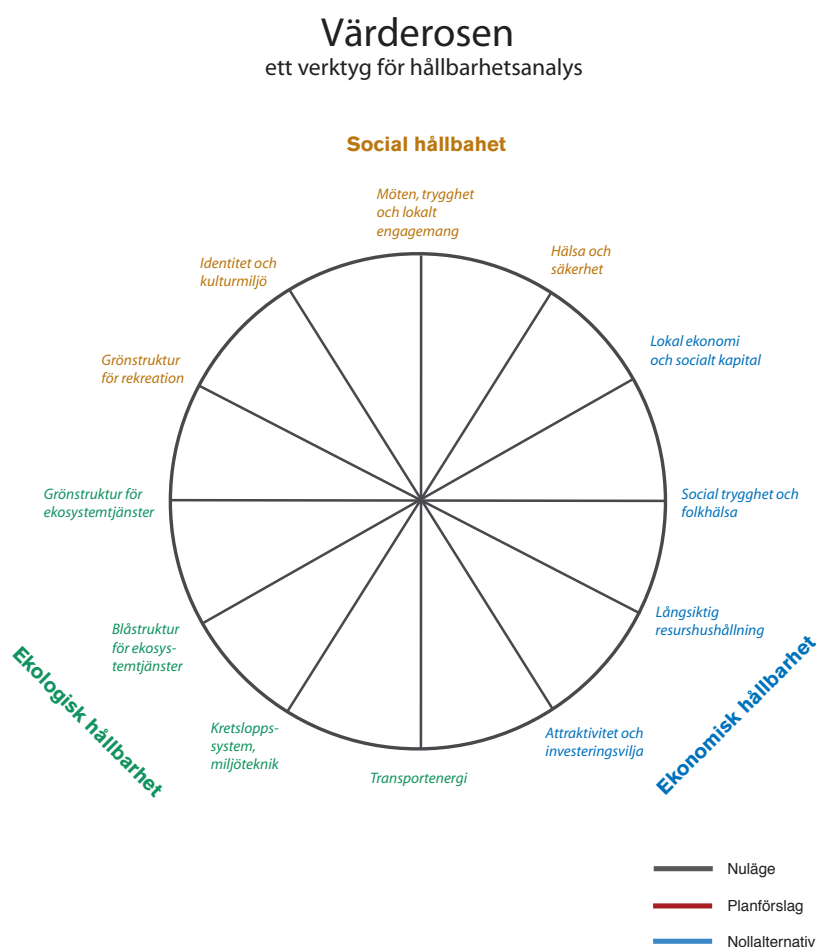 Värderosen
ett verktyg för hållbarhetsanalys
Social hållbahet
Möten, trygghet
och lokalt
engagemang
Hälsa och
säkerhet
Identitet och
kulturmiljö
Lokal ekonomi
och socialt kapital
Grönstruktur
för rekreation
Grönstruktur för
ekosystemtjänster
Social trygghet och
folkhälsa
Blåstruktur
för ekosys-
temtjänster
Långsiktig
resurshushållning
Ekologisk hållbarhet
Ekonomisk hållbarhet
Kretslopps-
system,
miljöteknik
Transportenergi
Attraktivitet och
investeringsvilja
Nuläge
Planförslag
Nollalternativ